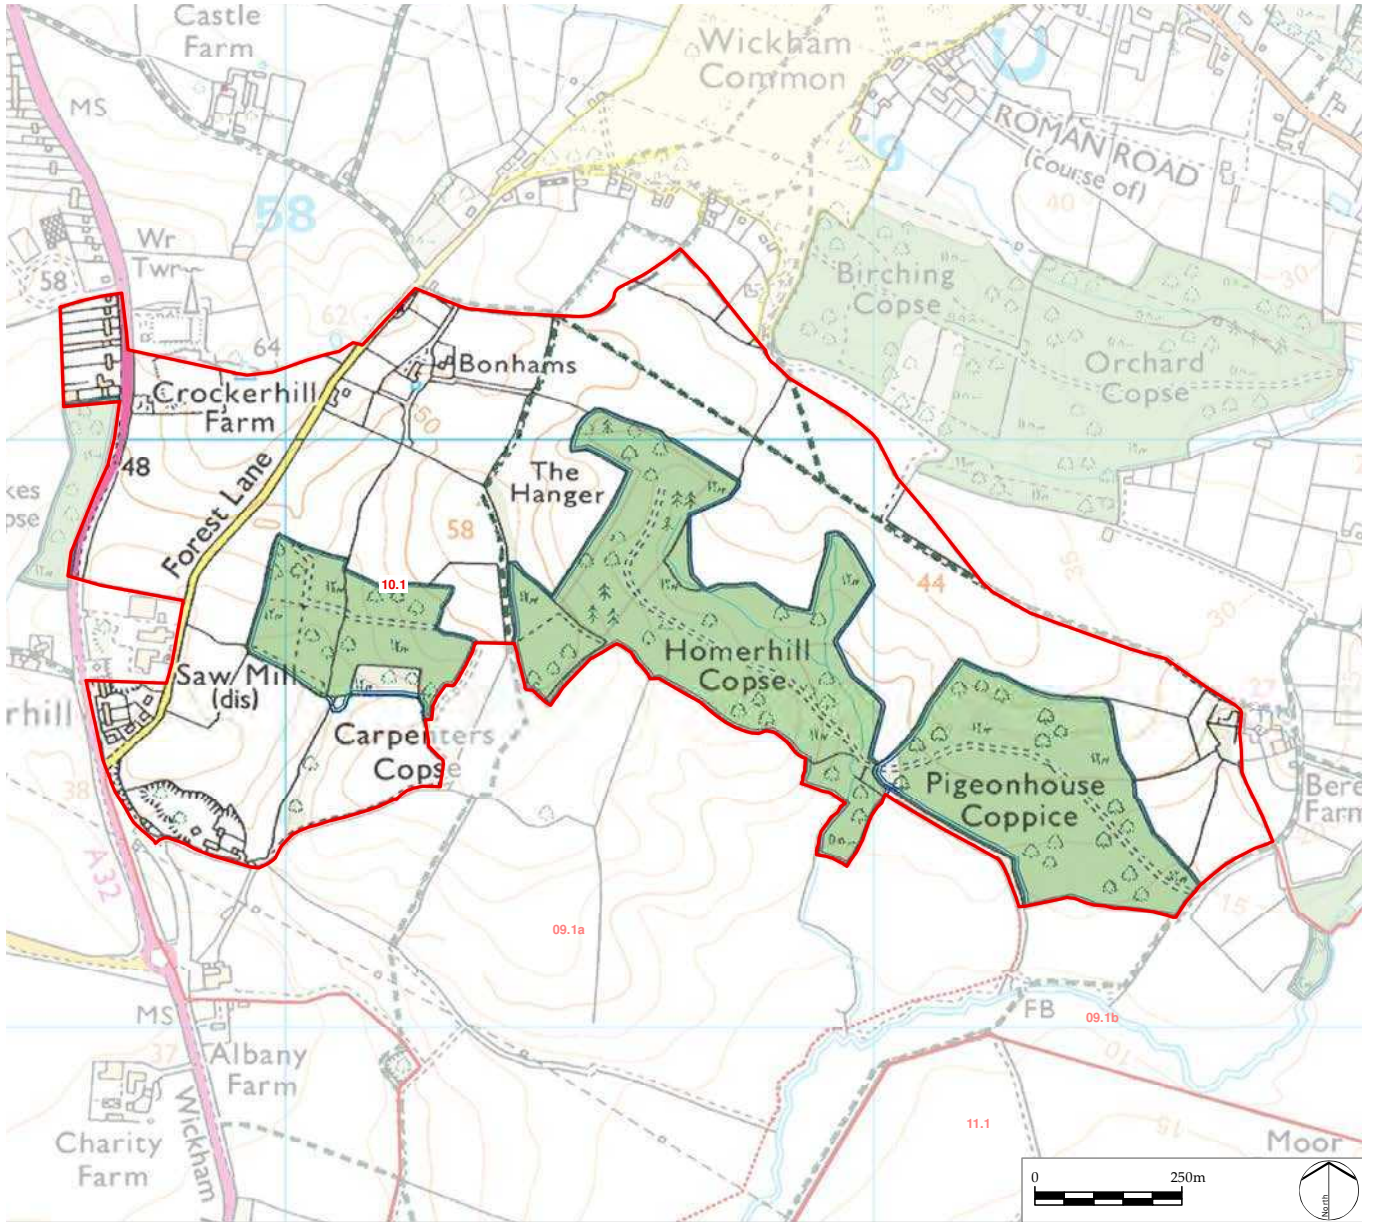 Castle
Farm
MS
Wickham
Common
ROMAN ROAD
(course of)
40
58
Wr
Twr
58
62
64
Birching
Copse
30
Orchard
Copse
Bonhams
Crockerhill
Farm
50
48
The
Hanger
Forest Lane
58
10.1
44
35
30
Homerhill
Copse
Saw Mill
(dis)
rhill
Carpenters
Copse
27
38
Pigeonhouse
Coppice
Bere
Farm
A 32
15
09.1a
MS
FB
09.1b
37
Albany
Farm
10
Wickham
Charity
Farm
11.1
15
Moor
0
250m
North